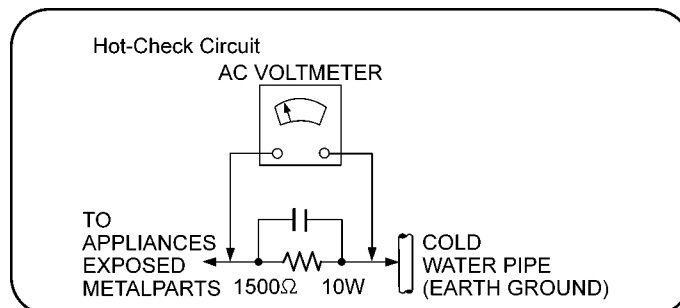 Hot-Check Circuit
AC VOLTMETER
TO
APPLIANCES
EXPOSED
METALPARTS
1500Ω 10W
COLD
WATER PIPE
(EARTH GROUND)